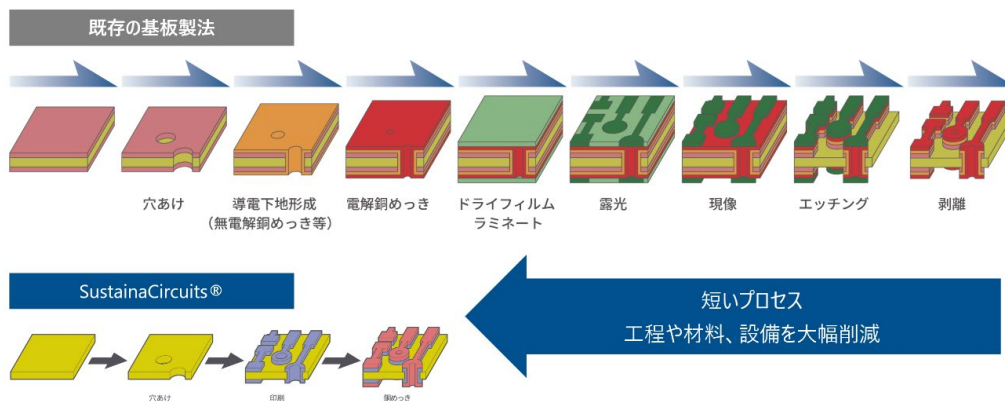 既存の基板製法
穴あけ
導電下地形成
（無電解銅めっき等）
電解銅めっき
ドライフィルム
ラミネート
露光
現像
エッチング
剥離
SustainaCircuits®
短いプロセス
工程や材料、設備を大幅削減
穴あけ
印刷
銅めっき